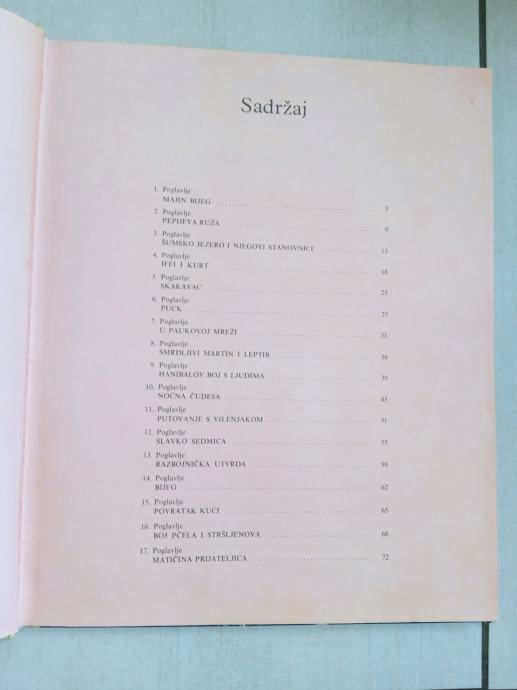 Sadržaj
1. Poglavlje
MAJIN BIJEG 5
2. Poglavlje
PEPIJEVA RUŽA 9
3. Poglavlje
ŠUMSKO JEZERO I NJEGOVI STANOVNICI 13
4. Poglavlje
IFFI I KURT 18
5. Poglavlje
SKAKAVAC 23
6. Poglavlje
PUCK 27
7. Poglavlje
U PAUKOVOJ MREŽI 31
8. Poglavlje
SMRDLJIVI MARTIN I LEPTIR 36
9. Poglavlje
HANIBALOV BOJ S LJUDIMA 39
10. Poglavlje
NOĆNA ČUDESA 45
11. Poglavlje
PUTOVANJE S VILENJAKOM 51
12. Poglavlje
SLAVKO SEDMICA 55
13. Poglavlje
RAZBOJNIČKA UTVRDA 59
14. Poglavlje
BIJEG 62
15. Poglavlje
POVRATAK KUĆI 65
16. Poglavlje
BOJ PČELA I STRŠLJENOVA 68
17. Poglavlje
MATIČINA PRIJATELJICA 72